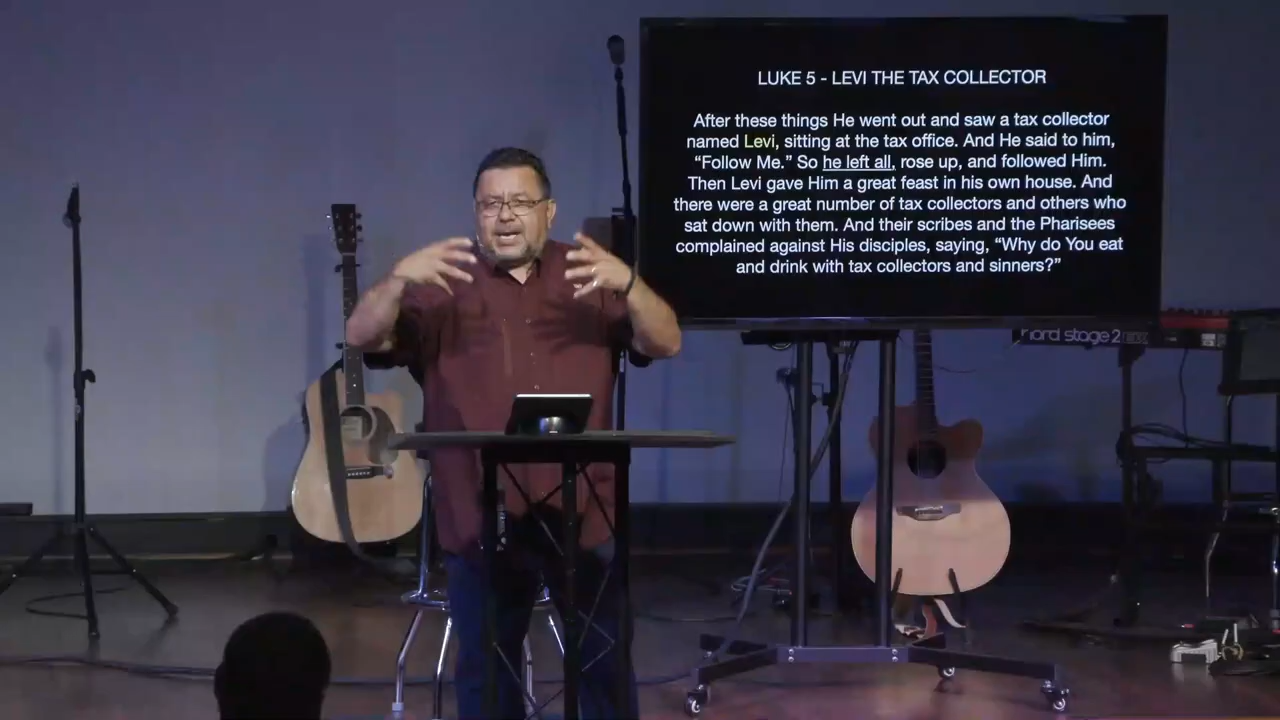 LUKE 5 - LEVI THE TAX COLLECTOR
After these things He went out and saw a tax collector
named Levi, sitting at the tax office. And He said to him,
“Follow Me.” So he left all, rose up, and followed Him.
Then Levi gave Him a great feast in his own house. And
there were a great number of tax collectors and others who
sat down with them. And their scribes and the Pharisees
complained against His disciples, saying, “Why do You eat
and drink with tax collectors and sinners?”
nord stage 2